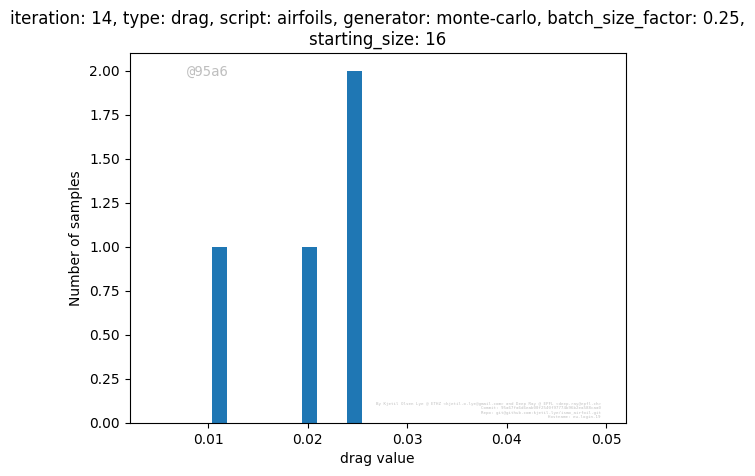 iteration: 14, type: drag, script: airfoils, generator: monte-carlo, batch_size_factor: 0.25,
starting_size: 16
@95a6
2.00
1.75
1.50
1.25
1.00
0.75
0.50
0.25
0.00
Number of samples
0.01
0.02
0.03
0.04
0.05
drag value